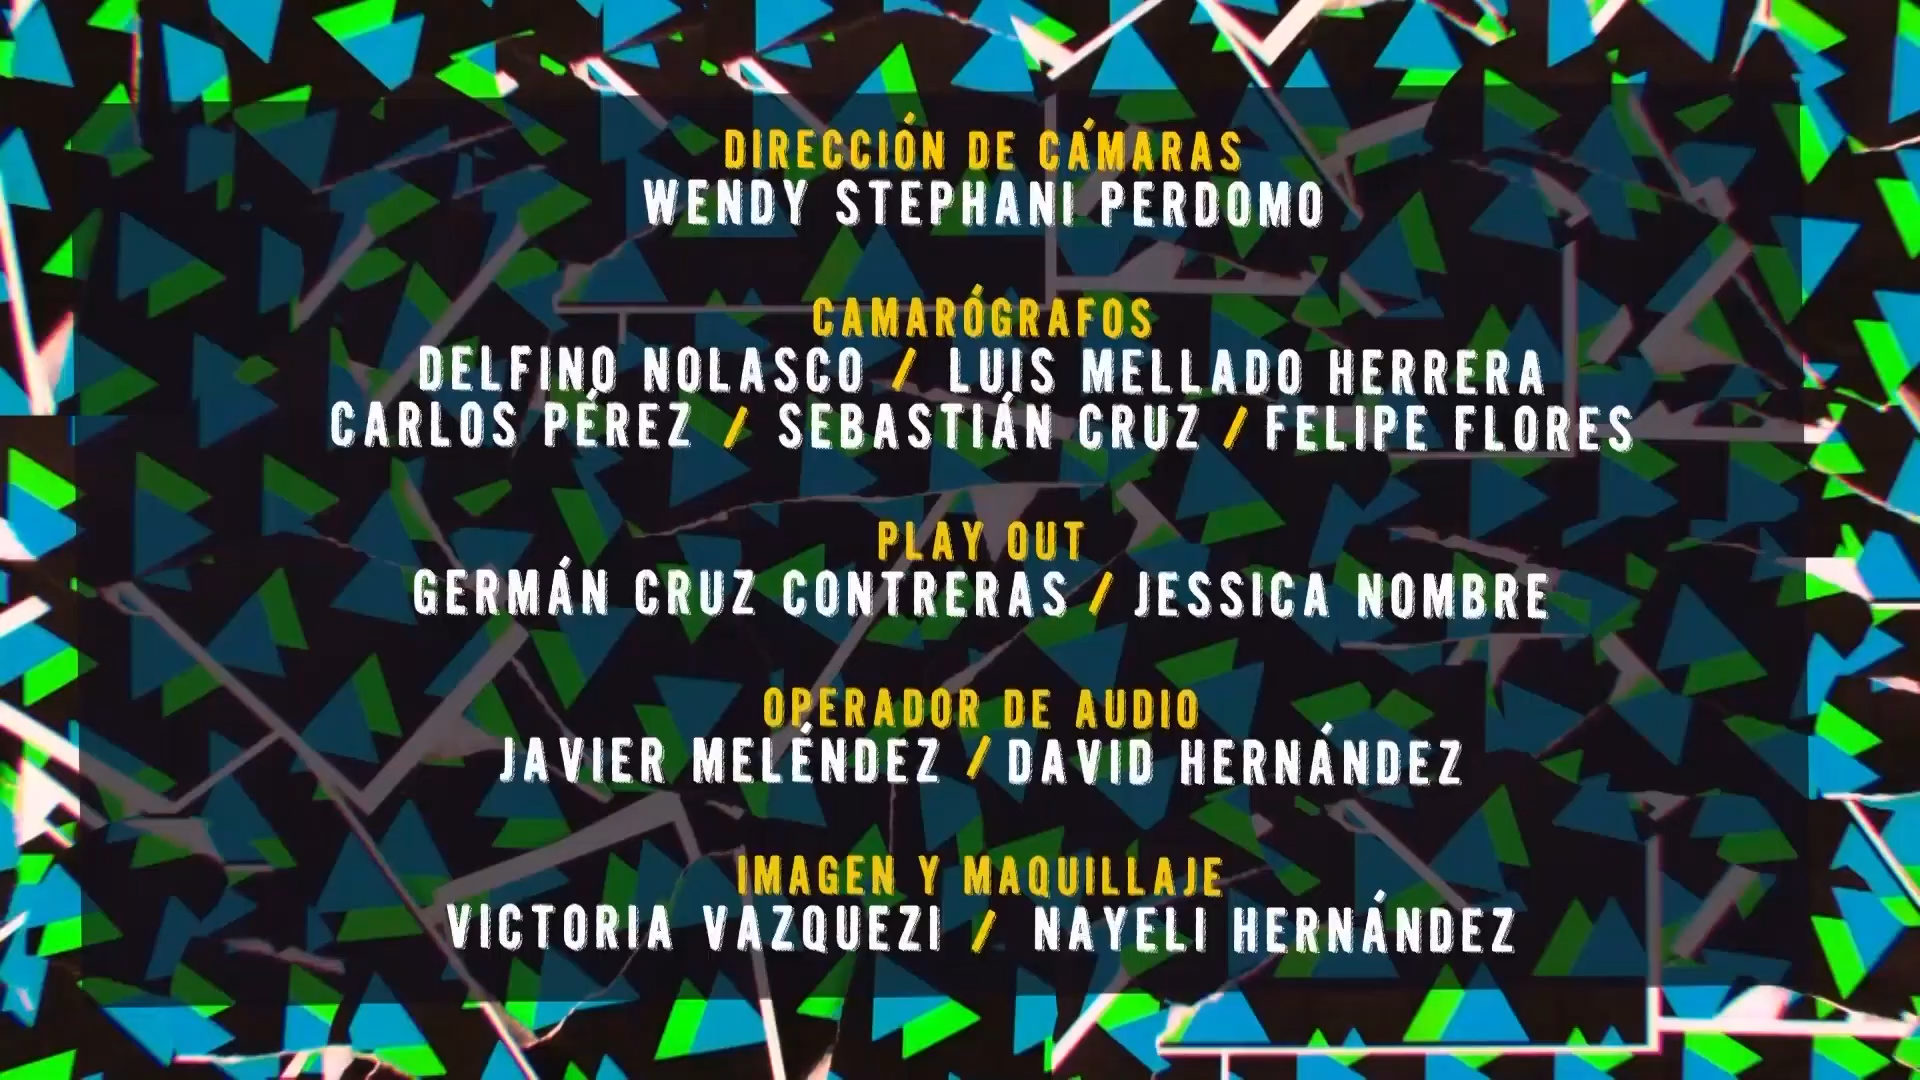 DIRECCIÓN DE CÁMARAS
WENDY STEPHANI PERDOMO
CAMARÓGRAFOS
DELFINO NOLASCO / LUIS MELLADO HERRERA
CARLOS PÉREZ / SEBASTIÁN CRUZ / FELIPE FLORES
PLAY OUT
GERMÁN CRUZ CONTRERAS / JESSICA NOMBRE
OPERADOR DE AUDIO
JAVIER MELÉNDEZ / DAVID HERNÁNDEZ
IMAGEN Y MAQUILLAJE
VICTORIA VAZQUEZI / NAYELI HERNÁNDEZ